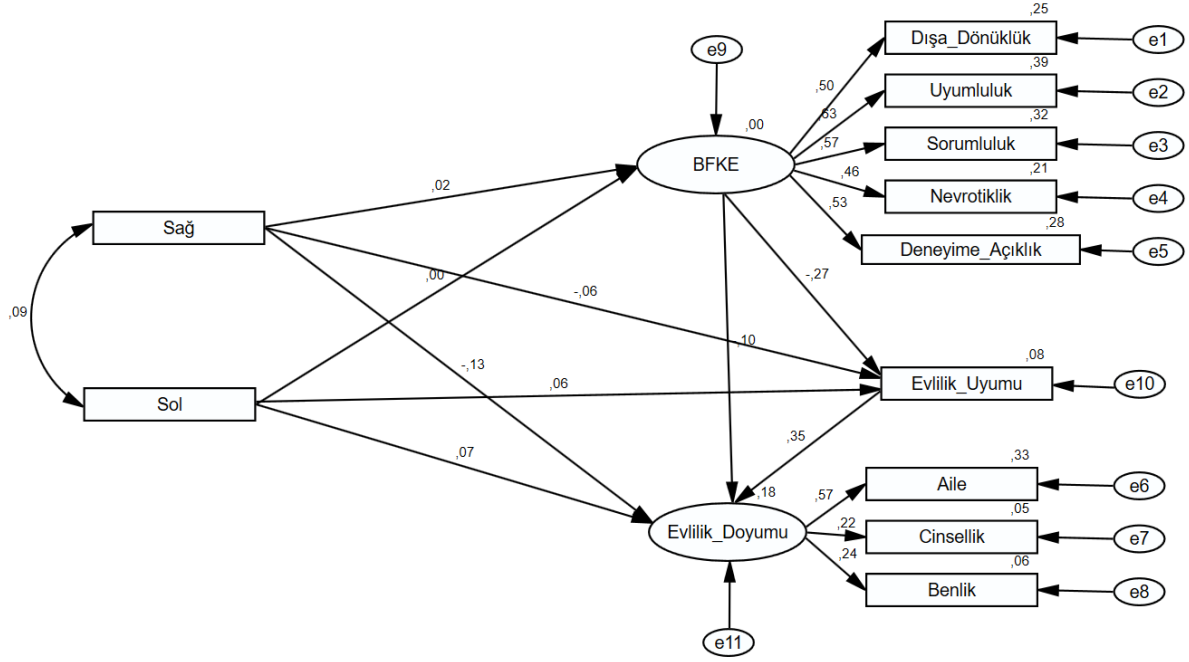 ,25
Dışa_Dönüklük
e1
e9
,39
,50
Uyumluluk
e2
,63
,32
,00
,57
Sorumluluk
e3
BFKE
,21
,46
Nevrotiklik
e4
,02
,53
,28
Sağ
Deneyime_Açıklık
e5
,00
-,27
-,06
,09
,10
,08
-,13
,06
Evlilik_Uyumu
e10
Sol
,35
,07
,33
,18
,57
Aile
e6
,05
,22
Evlilik_Doyumu
Cinsellik
e7
,24
,06
Benlik
e8
e11